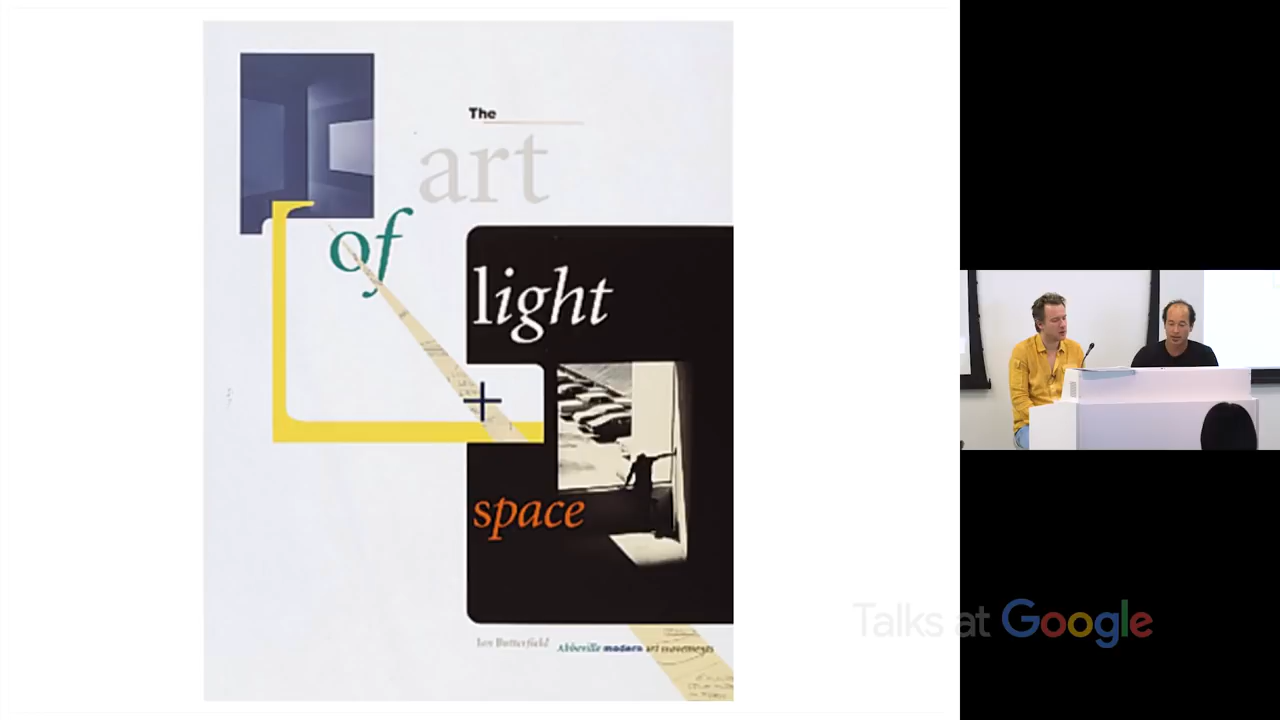 The
art
of
light
+
space
Jan Butterfield Abbeville modern art movements
Talks at Google